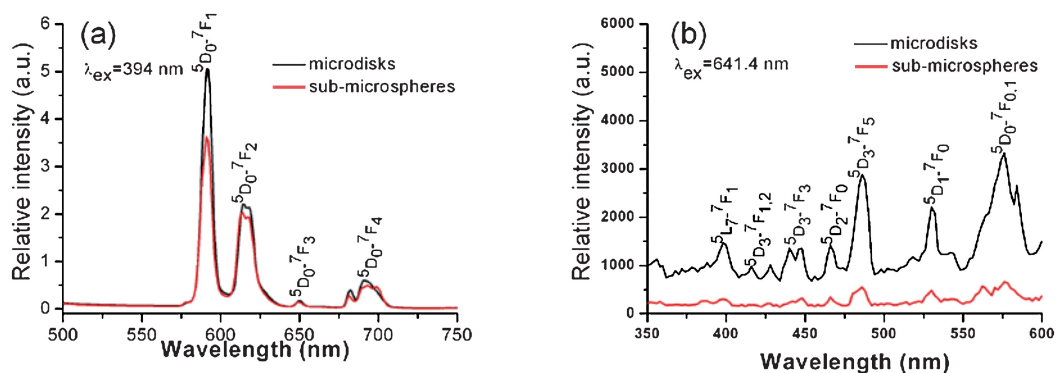 (a)
λex=394 nm
microdisks
sub-microspheres
⁵D₀-⁷F₁
⁵D₀-⁷F₂
⁵D₀-⁷F₃
⁵D₀-⁷F₄
Relative intensity (a.u.)
6
5
4
3
2
1
0
500 550 600 650 700 750
Wavelength (nm)
(b)
λex=641.4 nm
microdisks
sub-microspheres
⁵L₇-⁷F₁
⁵D₃-⁷F₁,₂
⁵D₃-⁷F₃
⁵D₂-⁷F₀
⁵D₃-⁷F₅
⁵D₁-⁷F₀
⁵D₀-⁷F₀,₁
Relative intensity (a.u.)
6000
5000
4000
3000
2000
1000
0
350 400 450 500 550 600
Wavelength (nm)